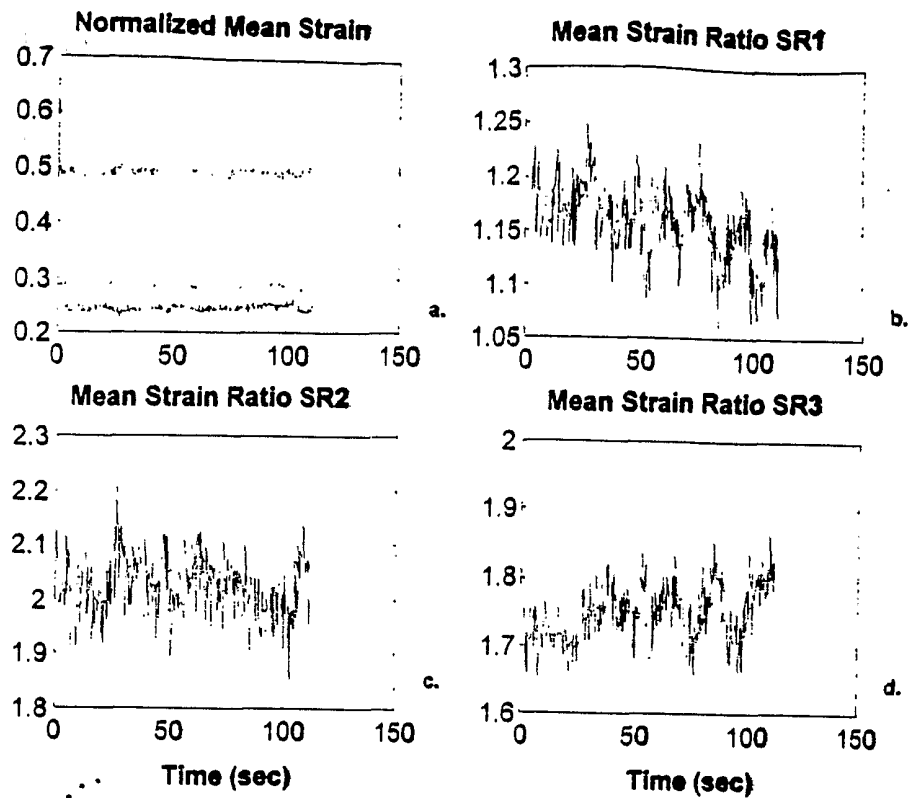 Normalized Mean Strain
0.7
0.6
0.5
0.4
0.3
0.2
0 50 100 150
a.
Mean Strain Ratio SR1
1.3
1.25
1.2
1.15
1.1
1.05
0 50 100 150
b.
Mean Strain Ratio SR2
2.3
2.2
2.1
2
1.9
1.8
0 50 100 150
Time (sec)
c.
Mean Strain Ratio SR3
2
1.9
1.8
1.7
1.6
0 50 100 150
Time (sec)
d.